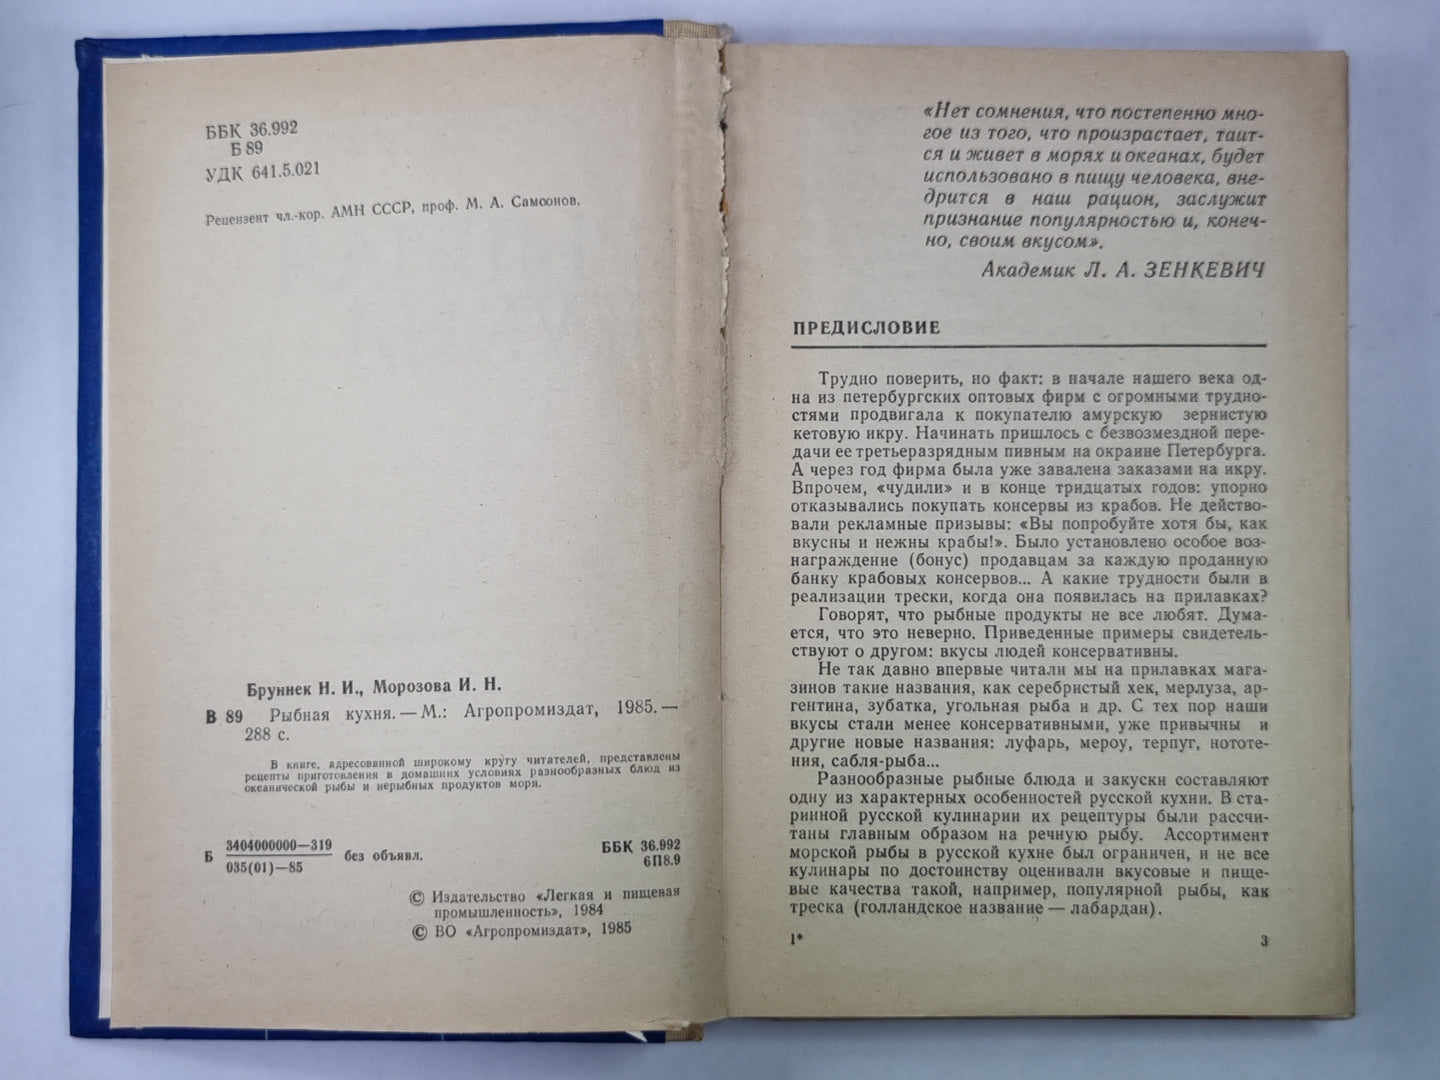 ББК 36.992
Б 89
УДК 641.5.021
Рецензент чл.-кор. АМН СССР, проф. М. А. Самсонов.
Бруннек Н. И., Морозова И. Н.
В 89 Рыбная кухня. — М.: Агропромиздат, 1985. —
288 с.
В книге, адресованной широкому кругу читателей, представлены
рецепты приготовления в домашних условиях разнообразных блюд из
океанической рыбы и нерыбных продуктов моря.
Б 3404000000—319
035(01)—85 без объявл.
ББК 36.992
6П8.9
© Издательство «Легкая и пищевая
промышленность», 1984
© ВО «Агропромиздат», 1985
«Нет сомнения, что постепенно мно-
гое из того, что произрастает, таит-
ся и живет в морях и океанах, будет
использовано в пищу человека, вне-
дрится в наш рацион, заслужит
признание популярностью и, конеч-
но, своим вкусом».
Академик Л. А. ЗЕНКЕВИЧ
ПРЕДИСЛОВИЕ
Трудно поверить, но факт: в начале нашего века од-
на из петербургских оптовых фирм с огромными трудно-
стями продвигала к покупателю амурскую зернистую
кетовую икру. Начинать пришлось с безвозмездной пере-
дачи ее третьеразрядным пивным на окраине Петербурга.
А через год фирма была уже завалена заказами на икру.
Впрочем, «чудили» и в конце тридцатых годов: упорно
отказывались покупать консервы из крабов. Не действо-
вали рекламные призывы: «Вы попробуйте хотя бы, как
вкусны и нежны крабы!». Было установлено особое воз-
награждение (бонус) продавцам за каждую проданную
банку крабовых консервов... А какие трудности были в
реализации трески, когда она появилась на прилавках?
Говорят, что рыбные продукты не все любят. Дума-
ется, что это неверно. Приведенные примеры свидетель-
ствуют о другом: вкусы людей консервативны.
Не так давно впервые читали мы на прилавках мага-
зинов такие названия, как серебристый хек, мерлуза, ар-
гентина, зубатка, угольная рыба и др. С тех пор наши
вкусы стали менее консервативными, уже привычны и
другие новые названия: луфарь, мероу, терпуг, нототе-
ния, сабля-рыба...
Разнообразные рыбные блюда и закуски составляют
одну из характерных особенностей русской кухни. В ста-
ринной русской кулинарии их рецептуры были рассчи-
таны главным образом на речную рыбу. Ассортимент
морской рыбы в русской кухне был ограничен, и не все
кулинары по достоинству оценивали вкусовые и пище-
вые качества такой, например, популярной рыбы, как
треска (голландское название — лабардан).
1*
3